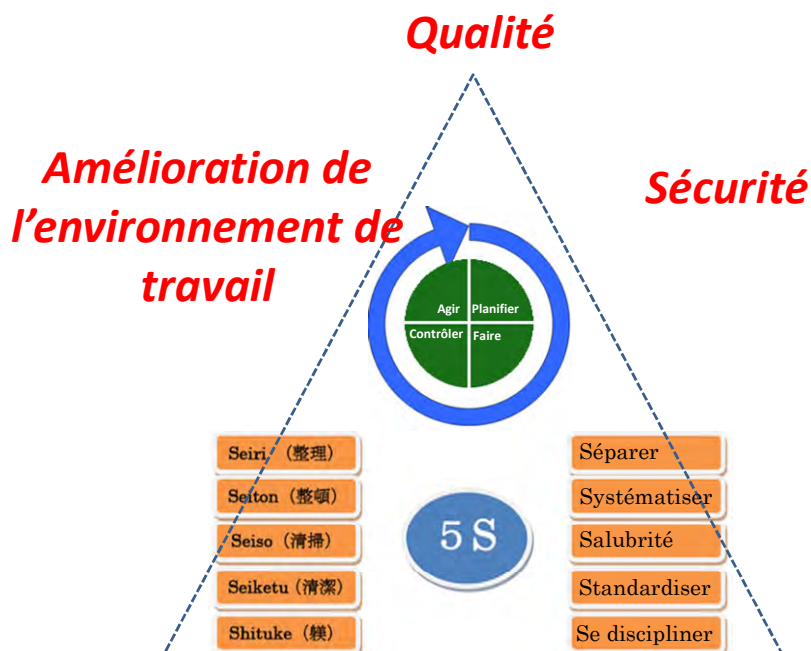 Qualité
Amélioration de
l’environnement de
travail
Sécurité
Agir
Planifier
Contrôler
Faire
Seiri (整理)
Séparer
Seiton (整頓)
Systématiser
5 S
Seiso (清掃)
Salubrité
Seiketu (清潔)
Standardiser
Shituke (躾)
Se discipliner